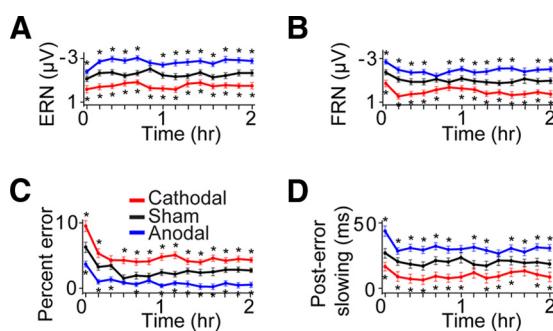 A
ERN (μV)
-3
1
0
1
2
Time (hr)
B
FRN (μV)
-3
1
0
1
2
Time (hr)
C
Percent error
10
0
Cathodal
Sham
Anodal
0
1
2
Time (hr)
D
Post-error
slowing (ms)
50
0
0
1
2
Time (hr)